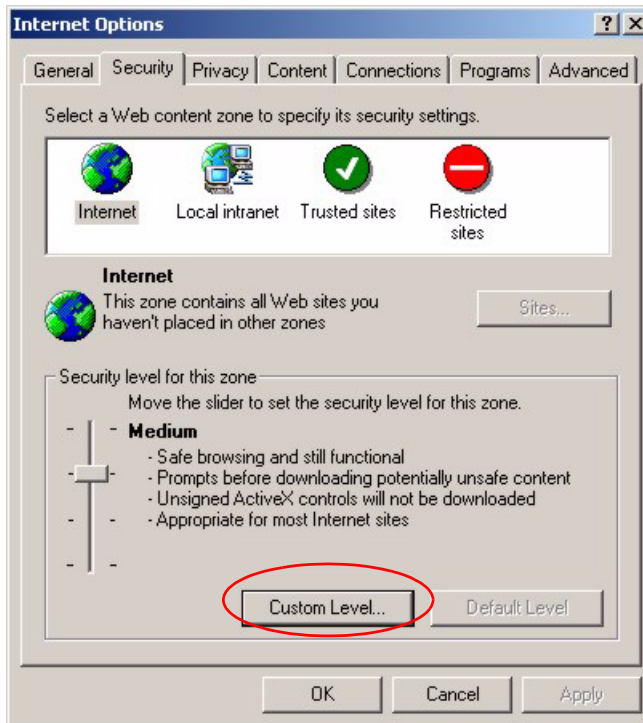 Internet Options
General Security Privacy Content Connections Programs Advanced
Select a Web content zone to specify its security settings.
Internet Local intranet Trusted sites Restricted
sites
Internet
This zone contains all Web sites you
haven't placed in other zones
Sites...
Security level for this zone
Move the slider to set the security level for this zone.
Medium
- Safe browsing and still functional
- Prompts before downloading potentially unsafe content
- Unsigned ActiveX controls will not be downloaded
- Appropriate for most Internet sites
Custom Level... Default Level
OK Cancel Apply